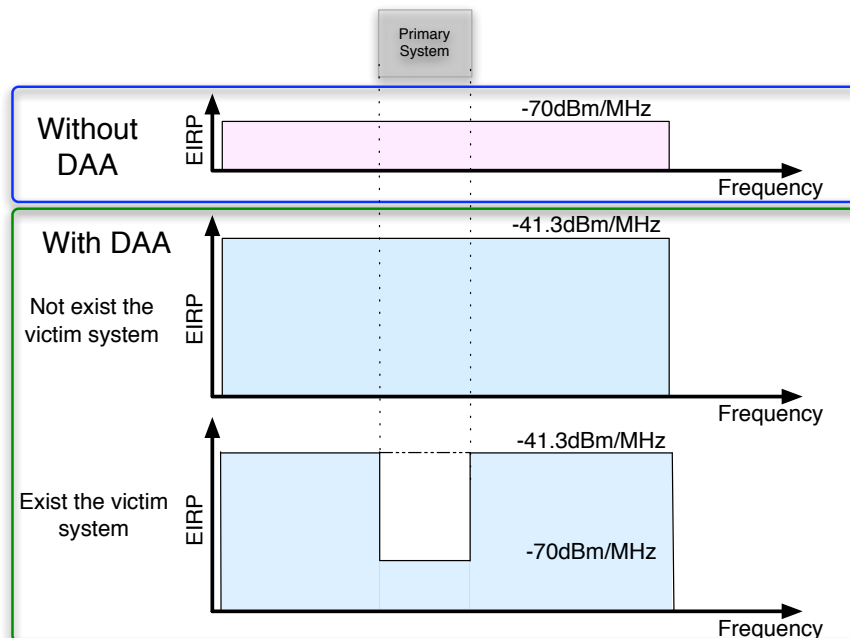 Primary
System
Without
DAA
EIRP
-70dBm/MHz
Frequency
With DAA
Not exist the
victim system
EIRP
-41.3dBm/MHz
Frequency
Exist the victim
system
EIRP
-41.3dBm/MHz
-70dBm/MHz
Frequency